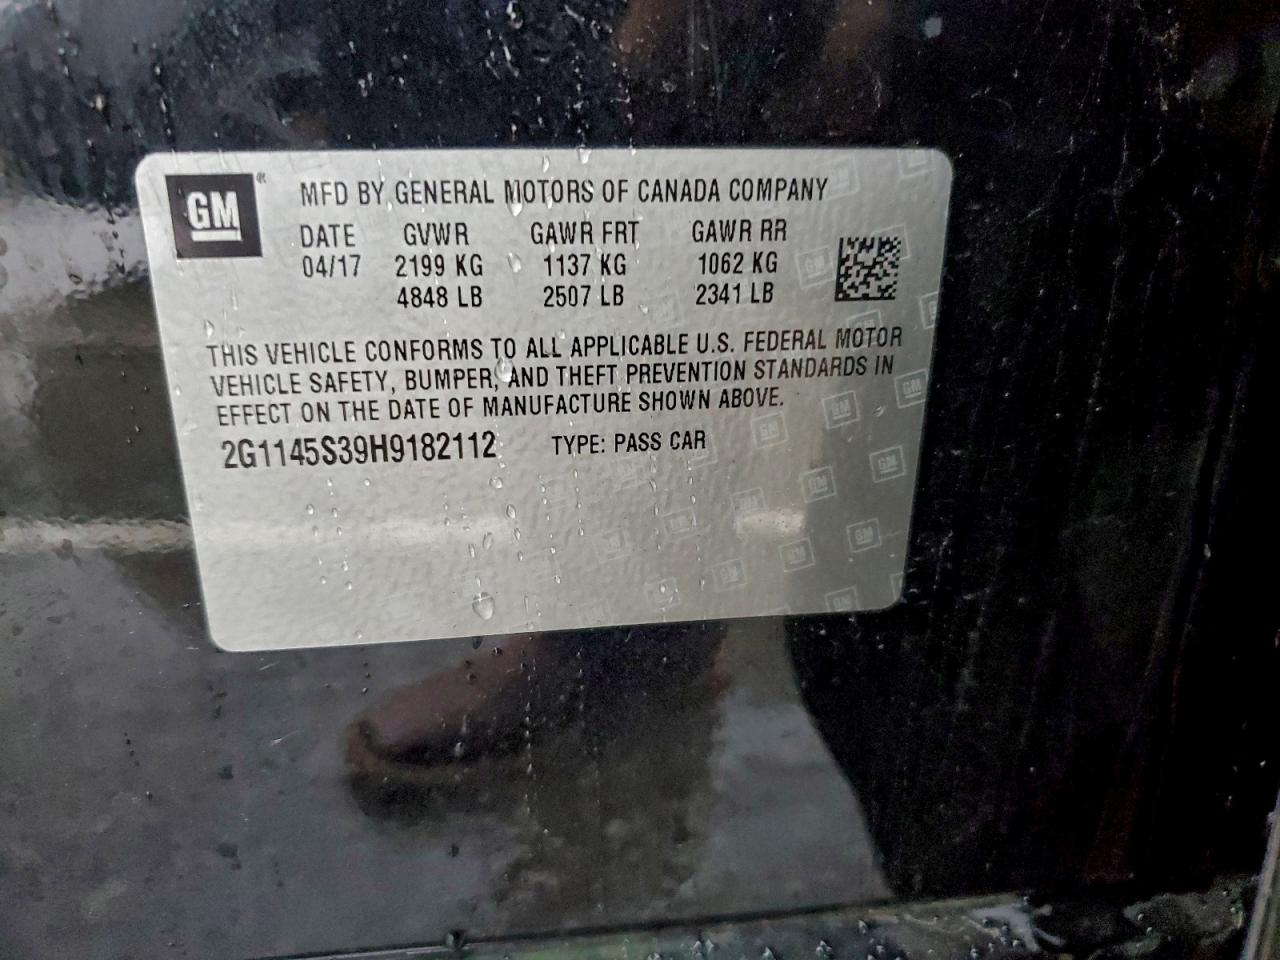 GM ®
MFD BY GENERAL MOTORS OF CANADA COMPANY
DATE GVWR GAWR FRT GAWR RR
04/17 2199 KG 1137 KG 1062 KG
4848 LB 2507 LB 2341 LB
THIS VEHICLE CONFORMS TO ALL APPLICABLE U.S. FEDERAL MOTOR
VEHICLE SAFETY, BUMPER, AND THEFT PREVENTION STANDARDS IN
EFFECT ON THE DATE OF MANUFACTURE SHOWN ABOVE.
2G1145S39H9182112 TYPE: PASS CAR